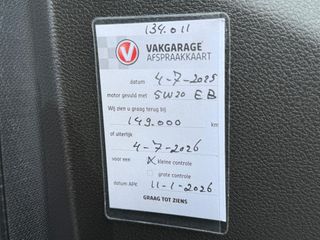 134.011
V
VAKGARAGE
AFSPRAAKKAART
datum 4-7-2025
motor gevuld met 5W20 EB
Wij zien u graag terug bij
149.000 km
of uiterlijk
4-7-2026
voor een X kleine controle
grote controle
datum APK 11-1-2026
GRAAG TOT ZIENS